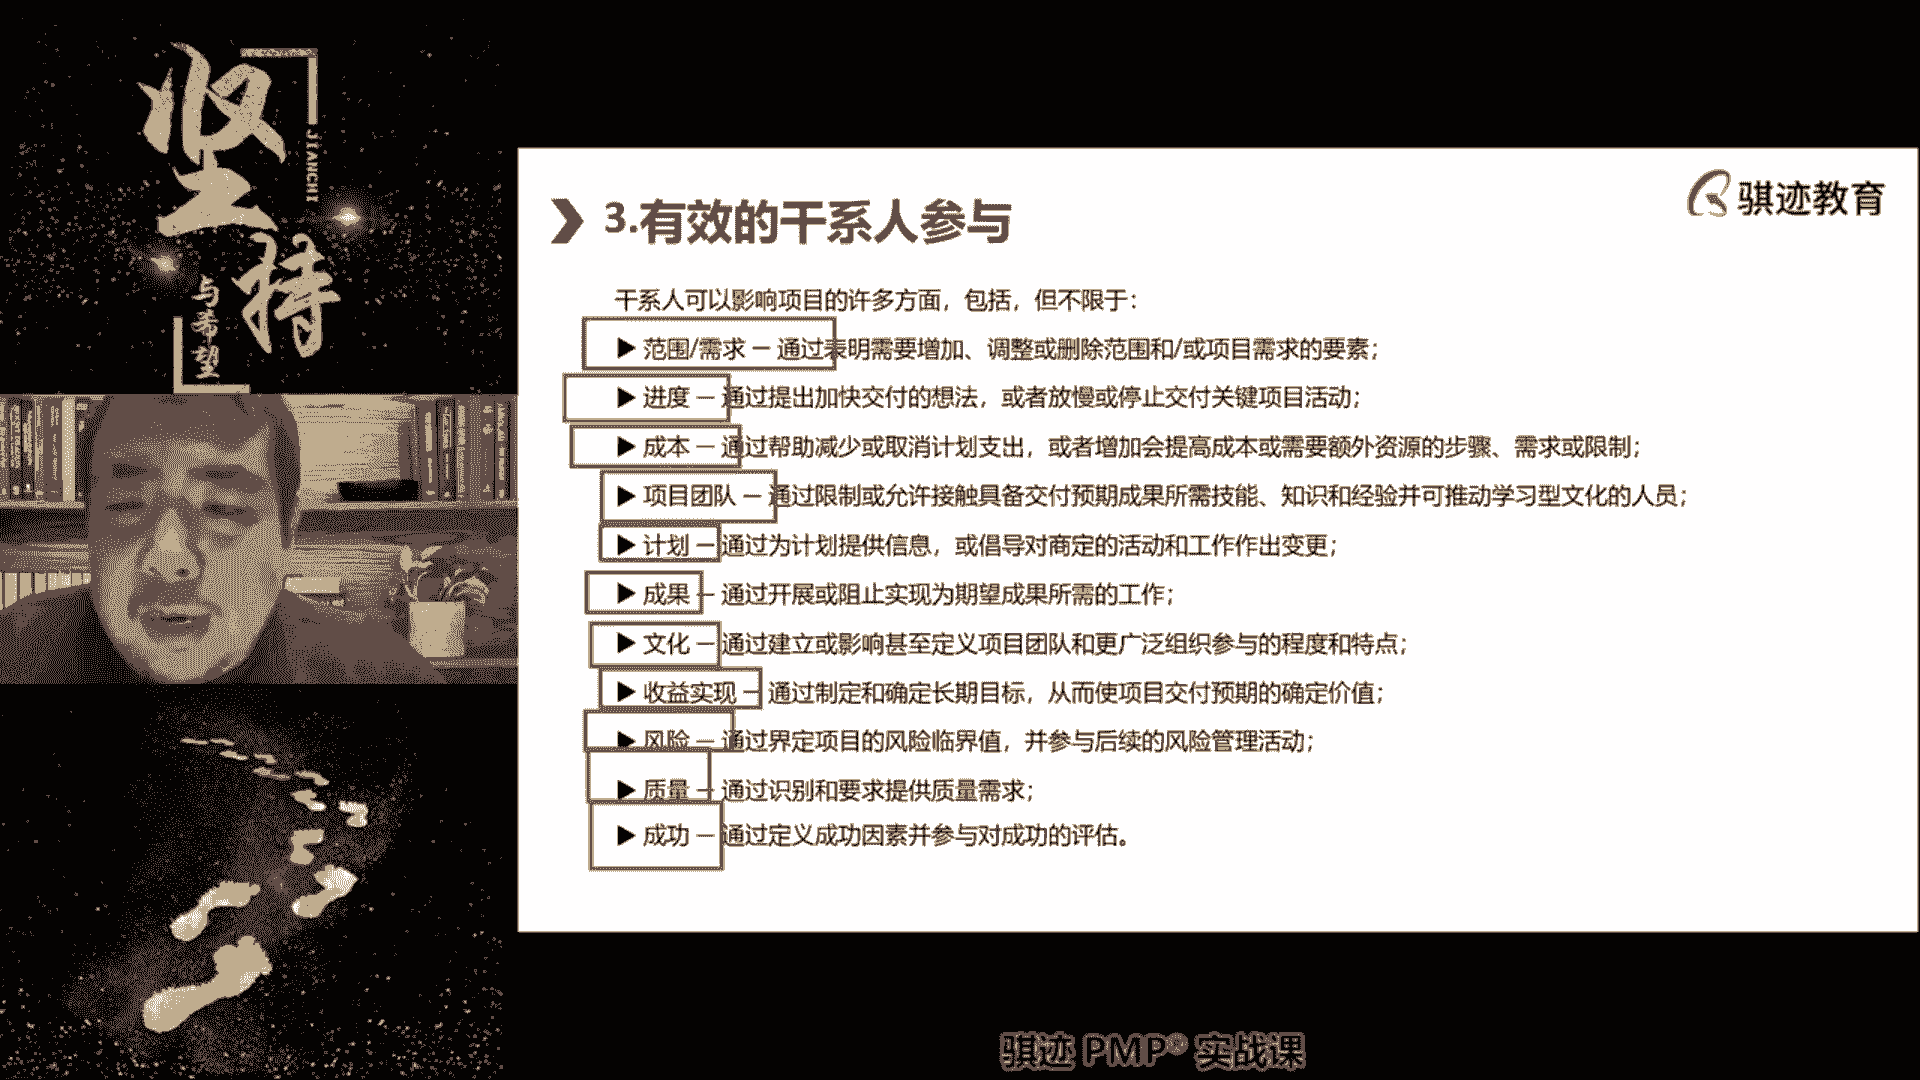 坚持
JIANCHI
与希望
骐迹教育
3.有效的干系人参与
干系人可以影响项目的许多方面，包括，但不限于：
▶ 范围/需求 — 通过表明需要增加、调整或删除范围和/或项目需求的要素；
▶ 进度 — 通过提出加快交付的想法，或者放慢或停止交付关键项目活动；
▶ 成本 — 通过帮助减少或取消计划支出，或者增加会提高成本或需要额外资源的步骤、需求或限制；
▶ 项目团队 — 通过限制或允许接触具备交付预期成果所需技能、知识和经验并可推动学习型文化的人员；
▶ 计划 — 通过为计划提供信息，或倡导对商定的活动和工作作出变更；
▶ 成果 — 通过开展或阻止实现为期望成果所需的工作；
▶ 文化 — 通过建立或影响甚至定义项目团队和更广泛组织参与的程度和特点；
▶ 收益实现 — 通过制定和确定长期目标，从而使项目交付预期的确定价值；
▶ 风险 — 通过界定项目的风险临界值，并参与后续的风险管理活动；
▶ 质量 — 通过识别和要求提供质量需求；
▶ 成功 — 通过定义成功因素并参与对成功的评估。
骐迹 PMP® 实战课